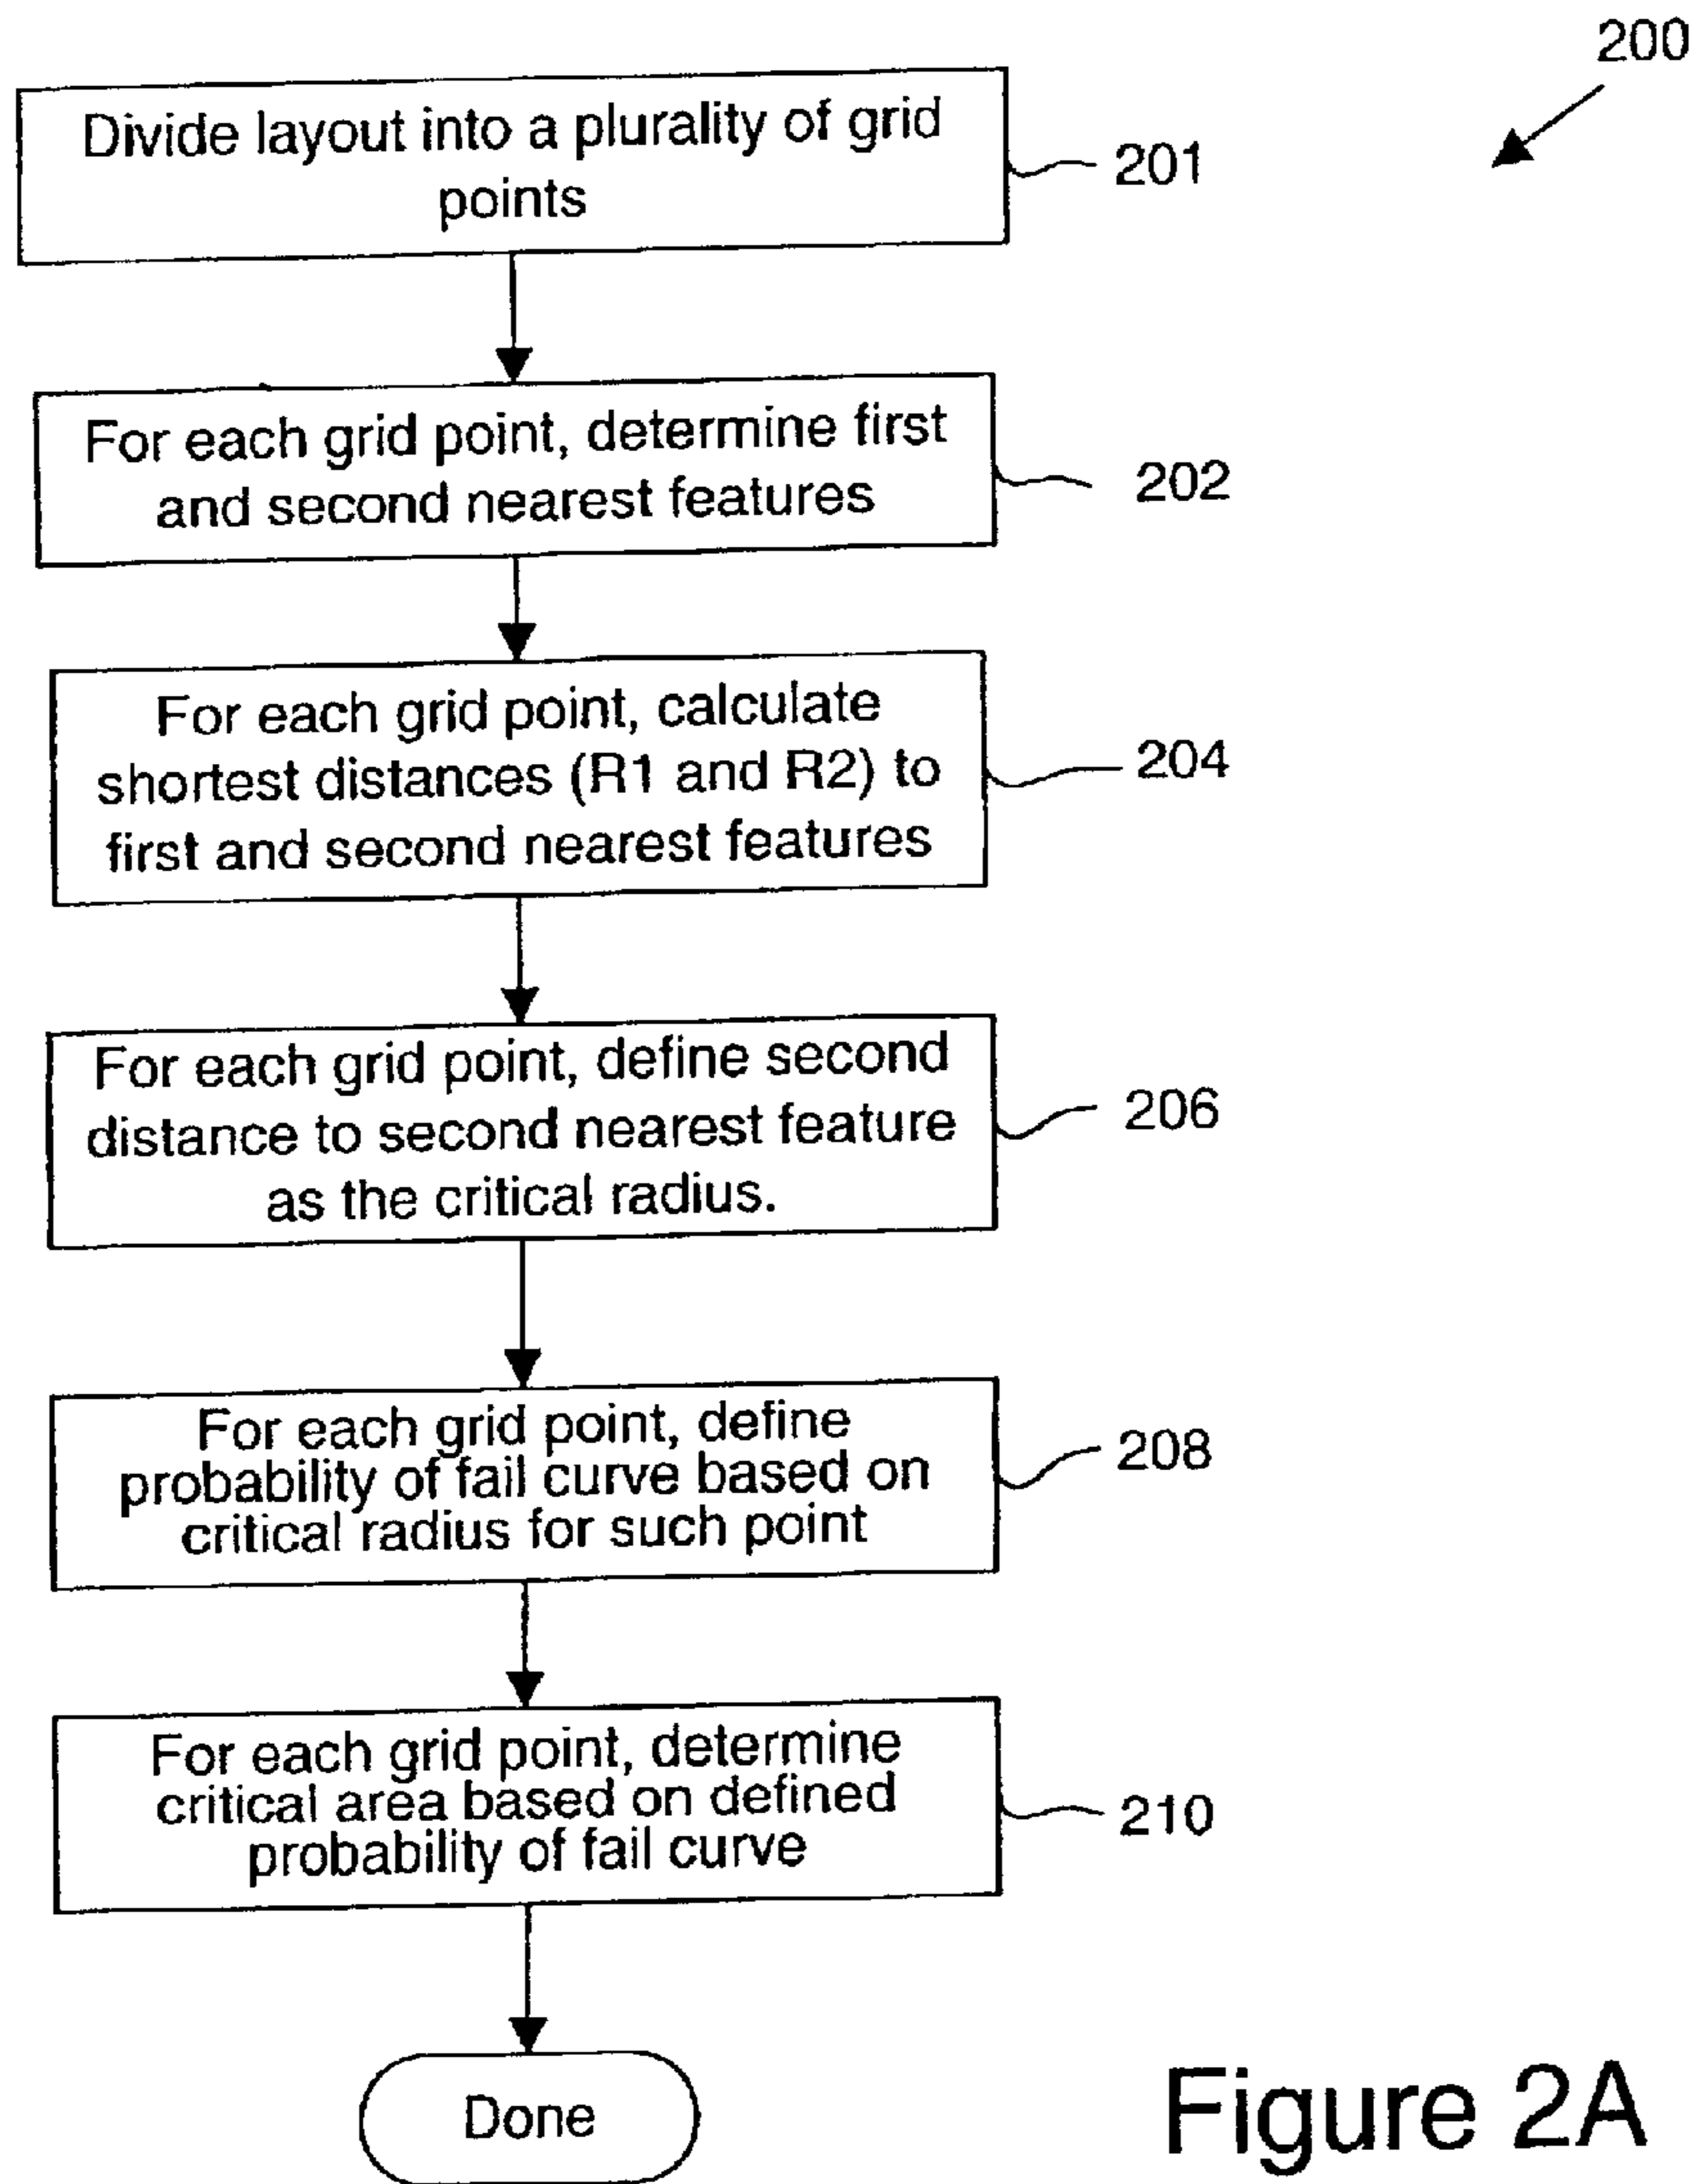 200
Divide layout into a plurality of grid
points
201
For each grid point, determine first
and second nearest features
202
For each grid point, calculate
shortest distances (R1 and R2) to
first and second nearest features
204
For each grid point, define second
distance to second nearest feature
as the critical radius.
206
For each grid point, define
probability of fail curve based on
critical radius for such point
208
For each grid point, determine
critical area based on defined
probability of fail curve
210
Done
Figure 2A